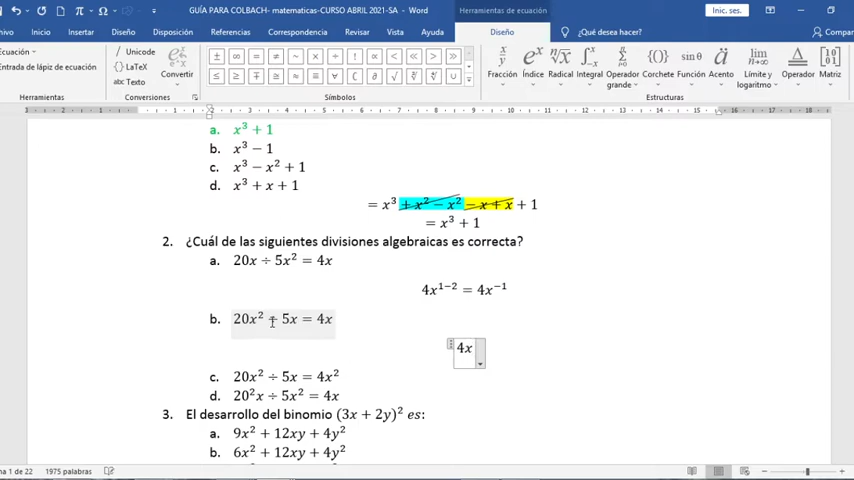 GUÍA PARA COLBACH- matematicas-CURSO ABRIL 2021-SA - Word
Herramientas de ecuación
Inic. ses.
Inicio Insertar Diseño Disposición Referencias Correspondencia Revisar Vista Ayuda Diseño ¿Qué desea hacer?
Ecuación
Entrada de lápiz de ecuación
Unicode
LaTeX
abc Texto
Convertir
± ∞ = ≠ ~ × ÷ ! ∝ < ≪ > ≫
≤ ≥ ∓ ≅ ≈ ≡ ∀ ∁ ∂ √ ∛ ∜ ∪
Fracción Índice Radical Integral Operador grande Corchete Función Acento Límite y logaritmo Operador Matriz
Herramientas Conversiones Símbolos Estructuras
a. x³ + 1
b. x³ − 1
c. x³ − x² + 1
d. x³ + x + 1
= x³ + x² − x² − x + x + 1
= x³ + 1
2. ¿Cuál de las siguientes divisiones algebraicas es correcta?
a. 20x ÷ 5x² = 4x
4x¹⁻² = 4x⁻¹
b. 20x² ÷ 5x = 4x
4x
c. 20x² ÷ 5x = 4x²
d. 20²x ÷ 5x² = 4x
3. El desarrollo del binomio (3x + 2y)² es:
a. 9x² + 12xy + 4y²
b. 6x² + 12xy + 4y²
1 de 22 1975 palabras